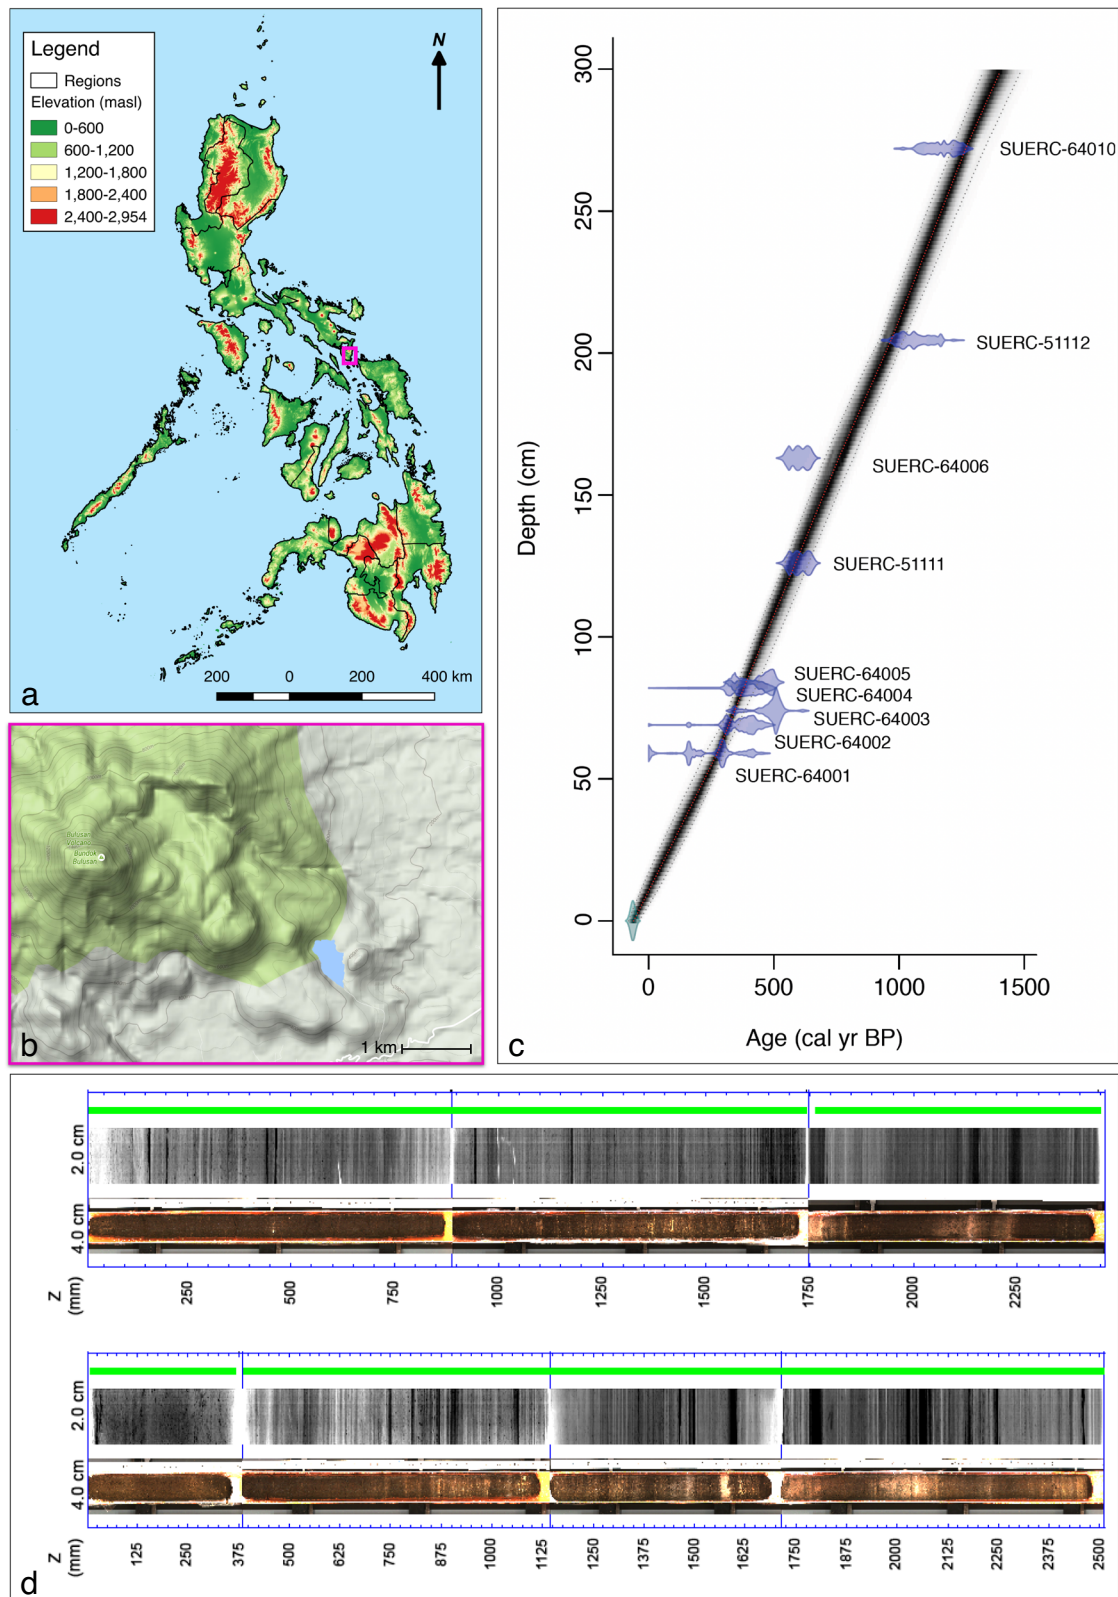 Legend
Regions
Elevation (masl)
0-600
600-1,200
1,200-1,800
1,800-2,400
2,400-2,954
N
200 0 200 400 km
a
Bulusan
Volcano
Bundok
Bulusan
1 km
b
300
250
200
150
100
50
0
Depth (cm)
SUERC-64010
SUERC-51112
SUERC-64006
SUERC-51111
SUERC-64005
SUERC-64004
SUERC-64003
SUERC-64002
SUERC-64001
0 500 1000 1500
Age (cal yr BP)
c
2.0 cm
4.0 cm
Z
(mm)
250 500 750 1000 1250 1500 1750 2000 2250
2.0 cm
4.0 cm
Z
(mm)
125 250 375 500 625 750 875 1000 1125 1250 1375 1500 1625 1750 1875 2000 2125 2250 2375 2500
d